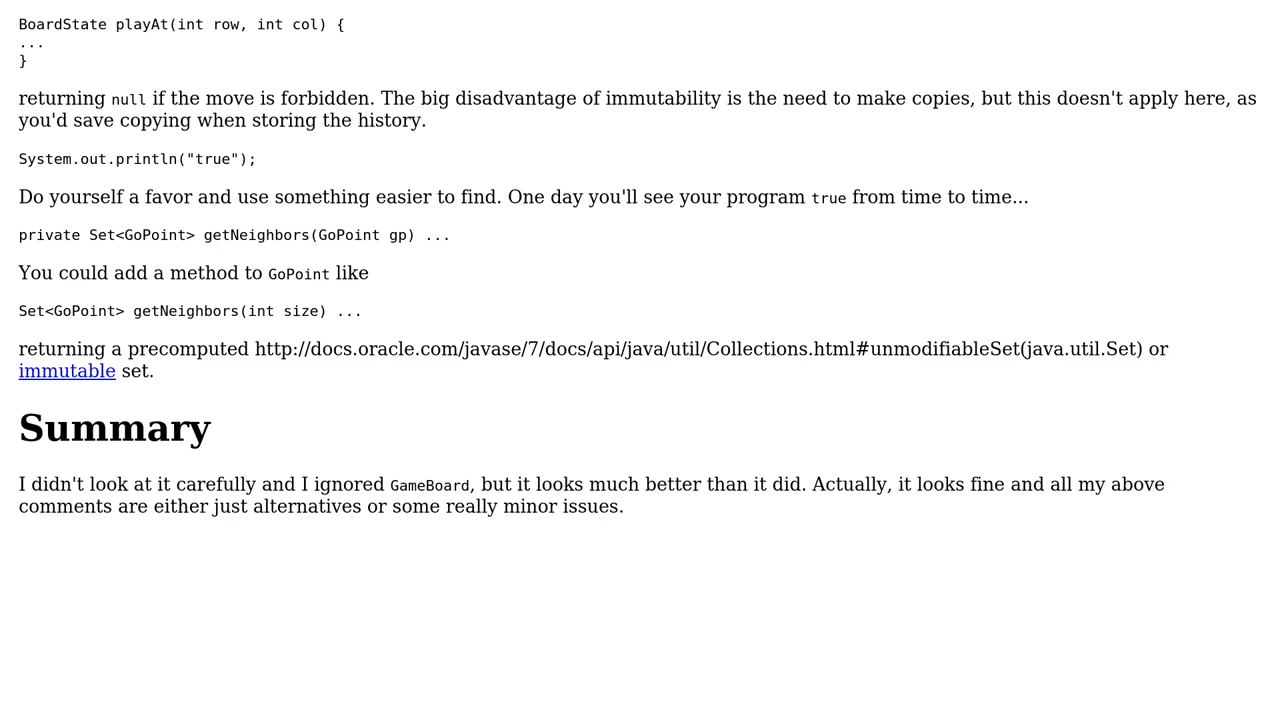 BoardState playAt(int row, int col) {
...
}
returning null if the move is forbidden. The big disadvantage of immutability is the need to make copies, but this doesn't apply here, as
you'd save copying when storing the history.
System.out.println("true");
Do yourself a favor and use something easier to find. One day you'll see your program true from time to time...
private Set<GoPoint> getNeighbors(GoPoint gp) ...
You could add a method to GoPoint like
Set<GoPoint> getNeighbors(int size) ...
returning a precomputed http://docs.oracle.com/javase/7/docs/api/java/util/Collections.html#unmodifiableSet(java.util.Set) or
immutable set.
Summary
I didn't look at it carefully and I ignored GameBoard, but it looks much better than it did. Actually, it looks fine and all my above
comments are either just alternatives or some really minor issues.